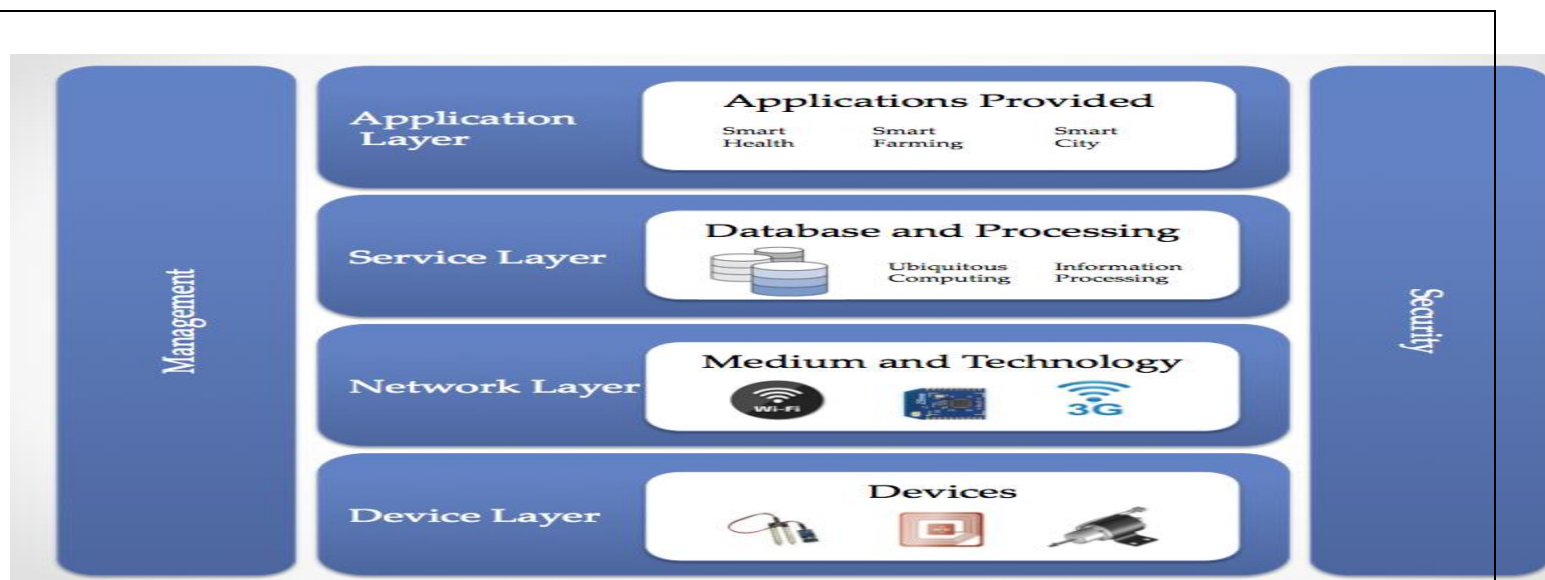 Management
Application
Layer
Applications Provided
Smart
Health
Smart
Farming
Smart
City
Service Layer
Database and Processing
Ubiquitous
Computing
Information
Processing
Network Layer
Medium and Technology
Wi-Fi
3G
Device Layer
Devices
Security